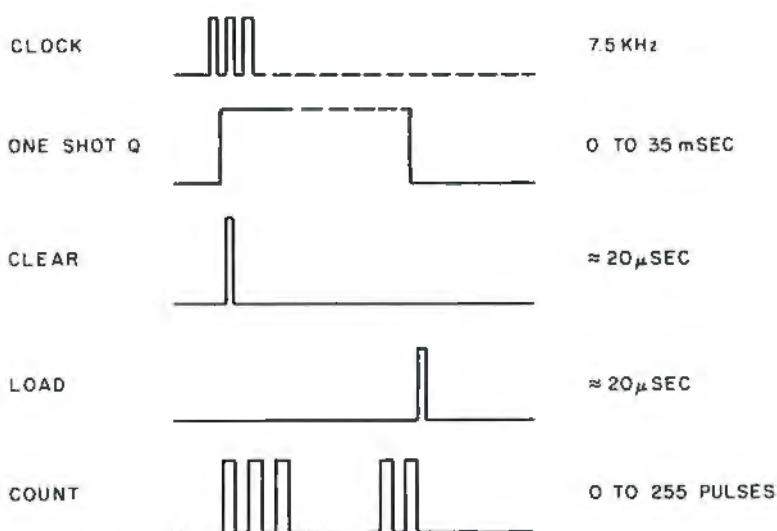 CLOCK 7.5 KHz
ONE SHOT Q 0 TO 35 mSEC
CLEAR ≈ 20μSEC
LOAD ≈ 20μSEC
COUNT 0 TO 255 PULSES